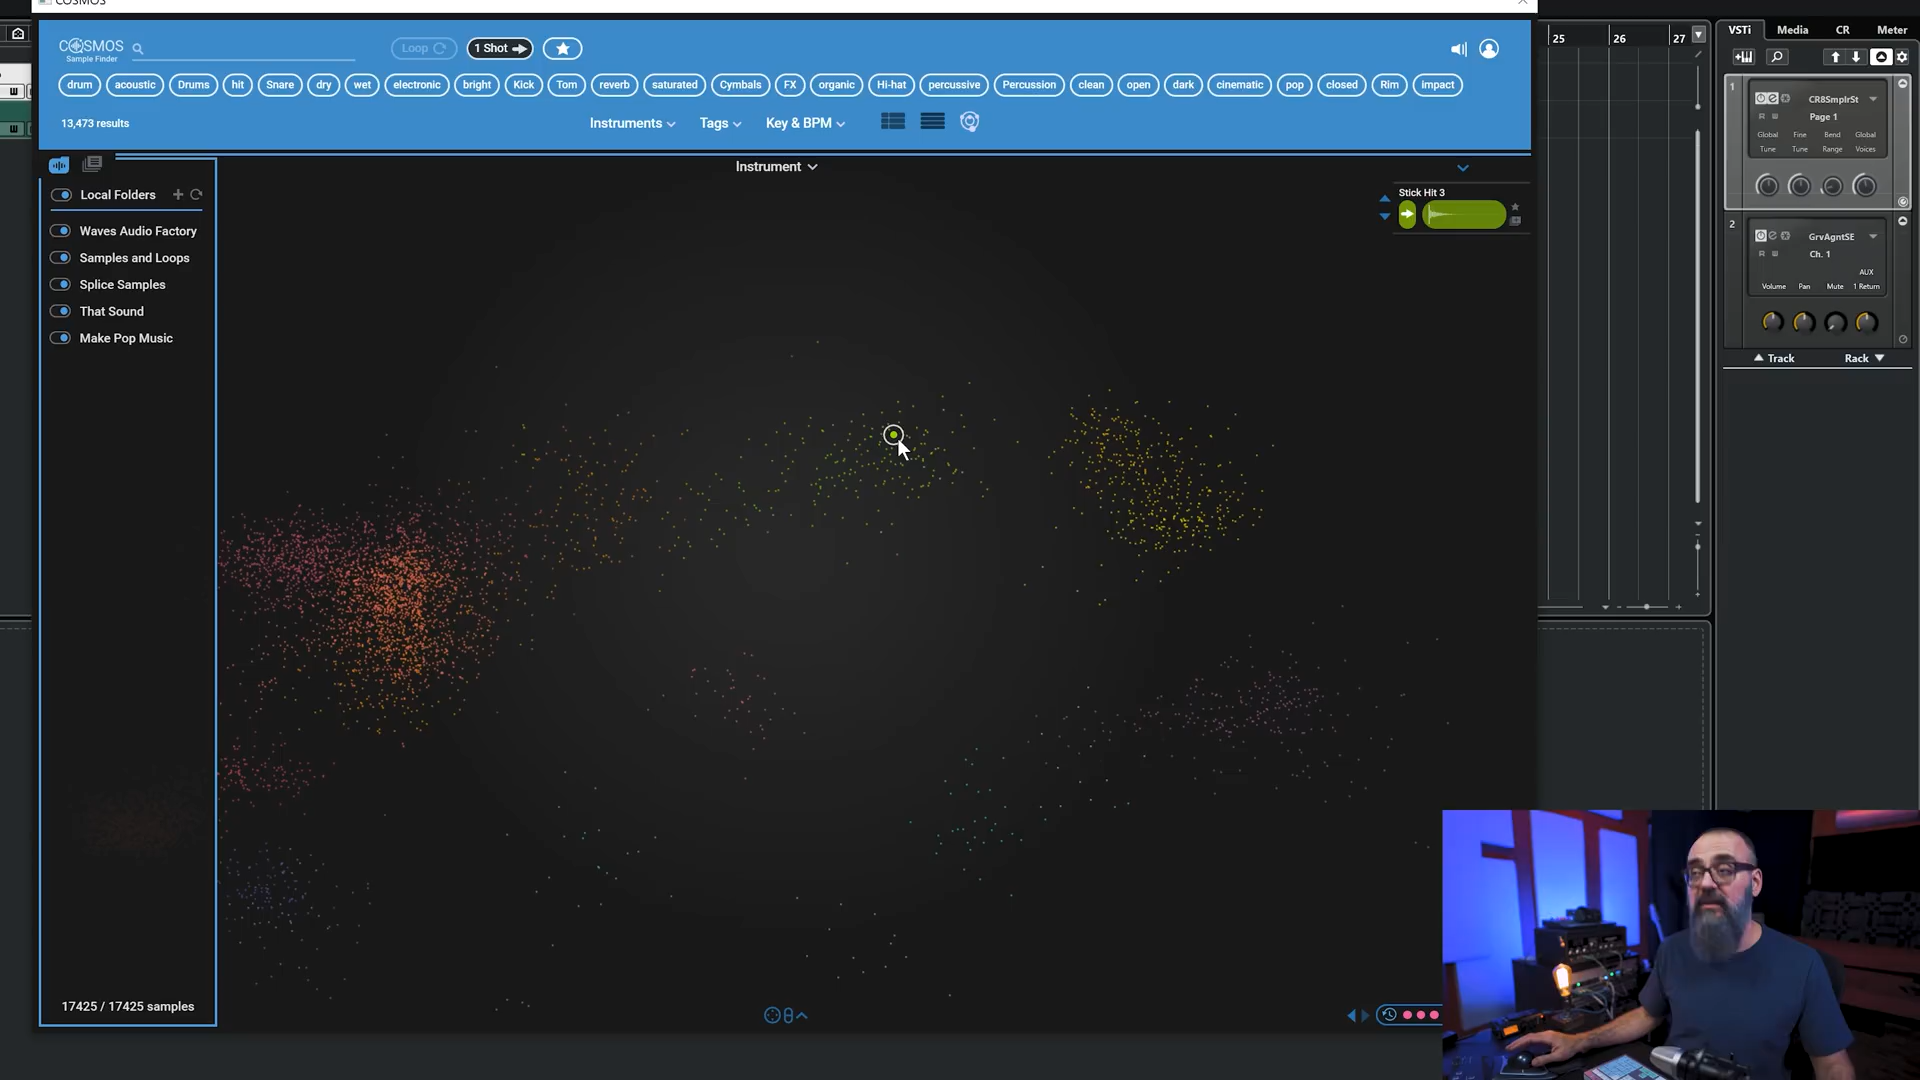 COSMOS
COSMOS
Sample Finder
Loop
1 Shot
drum
acoustic
Drums
hit
Snare
dry
wet
electronic
bright
Kick
Tom
reverb
saturated
Cymbals
FX
organic
Hi-hat
percussive
Percussion
clean
open
dark
cinematic
pop
closed
Rim
impact
13,473 results
Instruments
Tags
Key & BPM
Instrument
Local Folders
Waves Audio Factory
Samples and Loops
Splice Samples
That Sound
Make Pop Music
17425 / 17425 samples
Stick Hit 3
25
26
27
VSTi
Media
CR
Meter
1
CR8SmplrSt
R
W
Page 1
Global
Tune
Fine
Tune
Bend
Range
Global
Voices
2
GrvAgntSE
R
W
Ch. 1
AUX
Volume
Pan
Mute
1 Return
Track
Rack